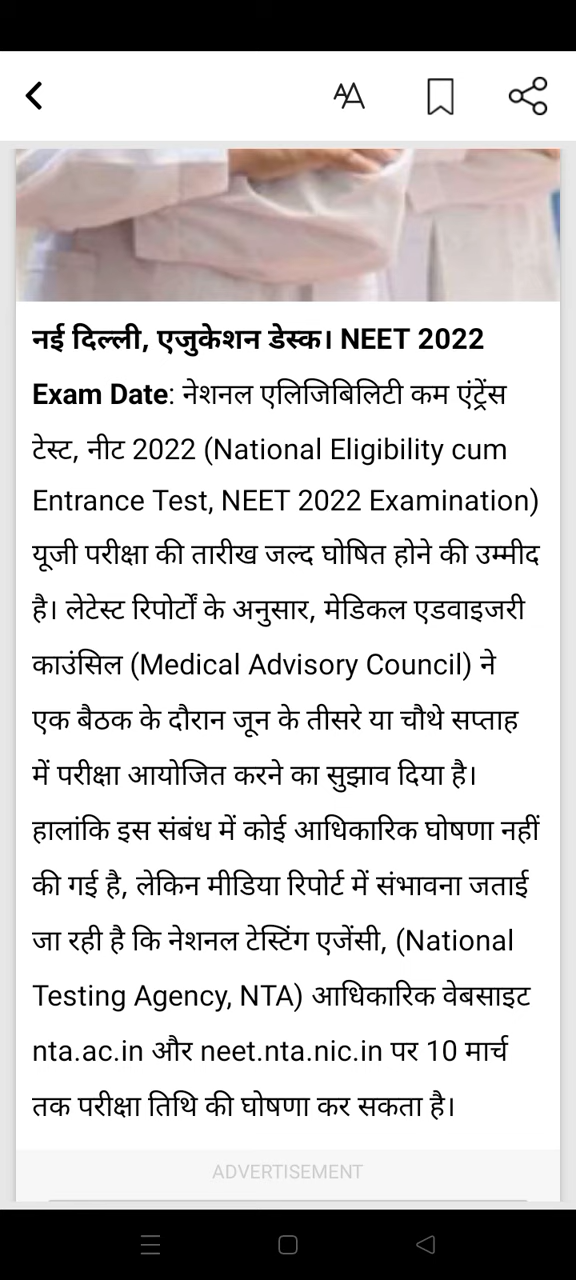 नई दिल्ली, एजुकेशन डेस्क। NEET 2022
Exam Date: नेशनल एलिजिबिलिटी कम एंट्रेंस
टेस्ट, नीट 2022 (National Eligibility cum
Entrance Test, NEET 2022 Examination)
यूजी परीक्षा की तारीख जल्द घोषित होने की उम्मीद
है। लेटेस्ट रिपोर्टों के अनुसार, मेडिकल एडवाइजरी
काउंसिल (Medical Advisory Council) ने
एक बैठक के दौरान जून के तीसरे या चौथे सप्ताह
में परीक्षा आयोजित करने का सुझाव दिया है।
हालांकि इस संबंध में कोई आधिकारिक घोषणा नहीं
की गई है, लेकिन मीडिया रिपोर्ट में संभावना जताई
जा रही है कि नेशनल टेस्टिंग एजेंसी, (National
Testing Agency, NTA) आधिकारिक वेबसाइट
nta.ac.in और neet.nta.nic.in पर 10 मार्च
तक परीक्षा तिथि की घोषणा कर सकता है।
ADVERTISEMENT